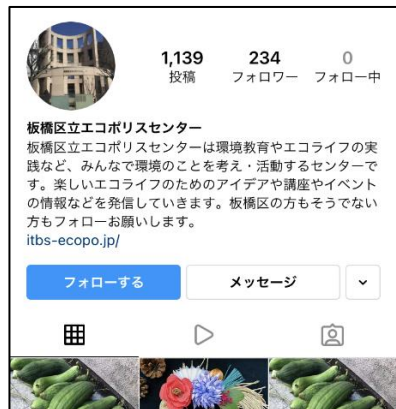 1,139 234 0
投稿 フォロワー フォロー中
板橋区立エコポリスセンター
板橋区立エコポリスセンターは環境教育やエコライフの実
践など、みんなで環境のことを考え・活動するセンターで
す。楽しいエコライフのためのアイデアや講座やイベント
の情報などを発信していきます。板橋区の方もそうでない
方もフォローお願いします。
itbs-ecopo.jp/
フォローする メッセージ